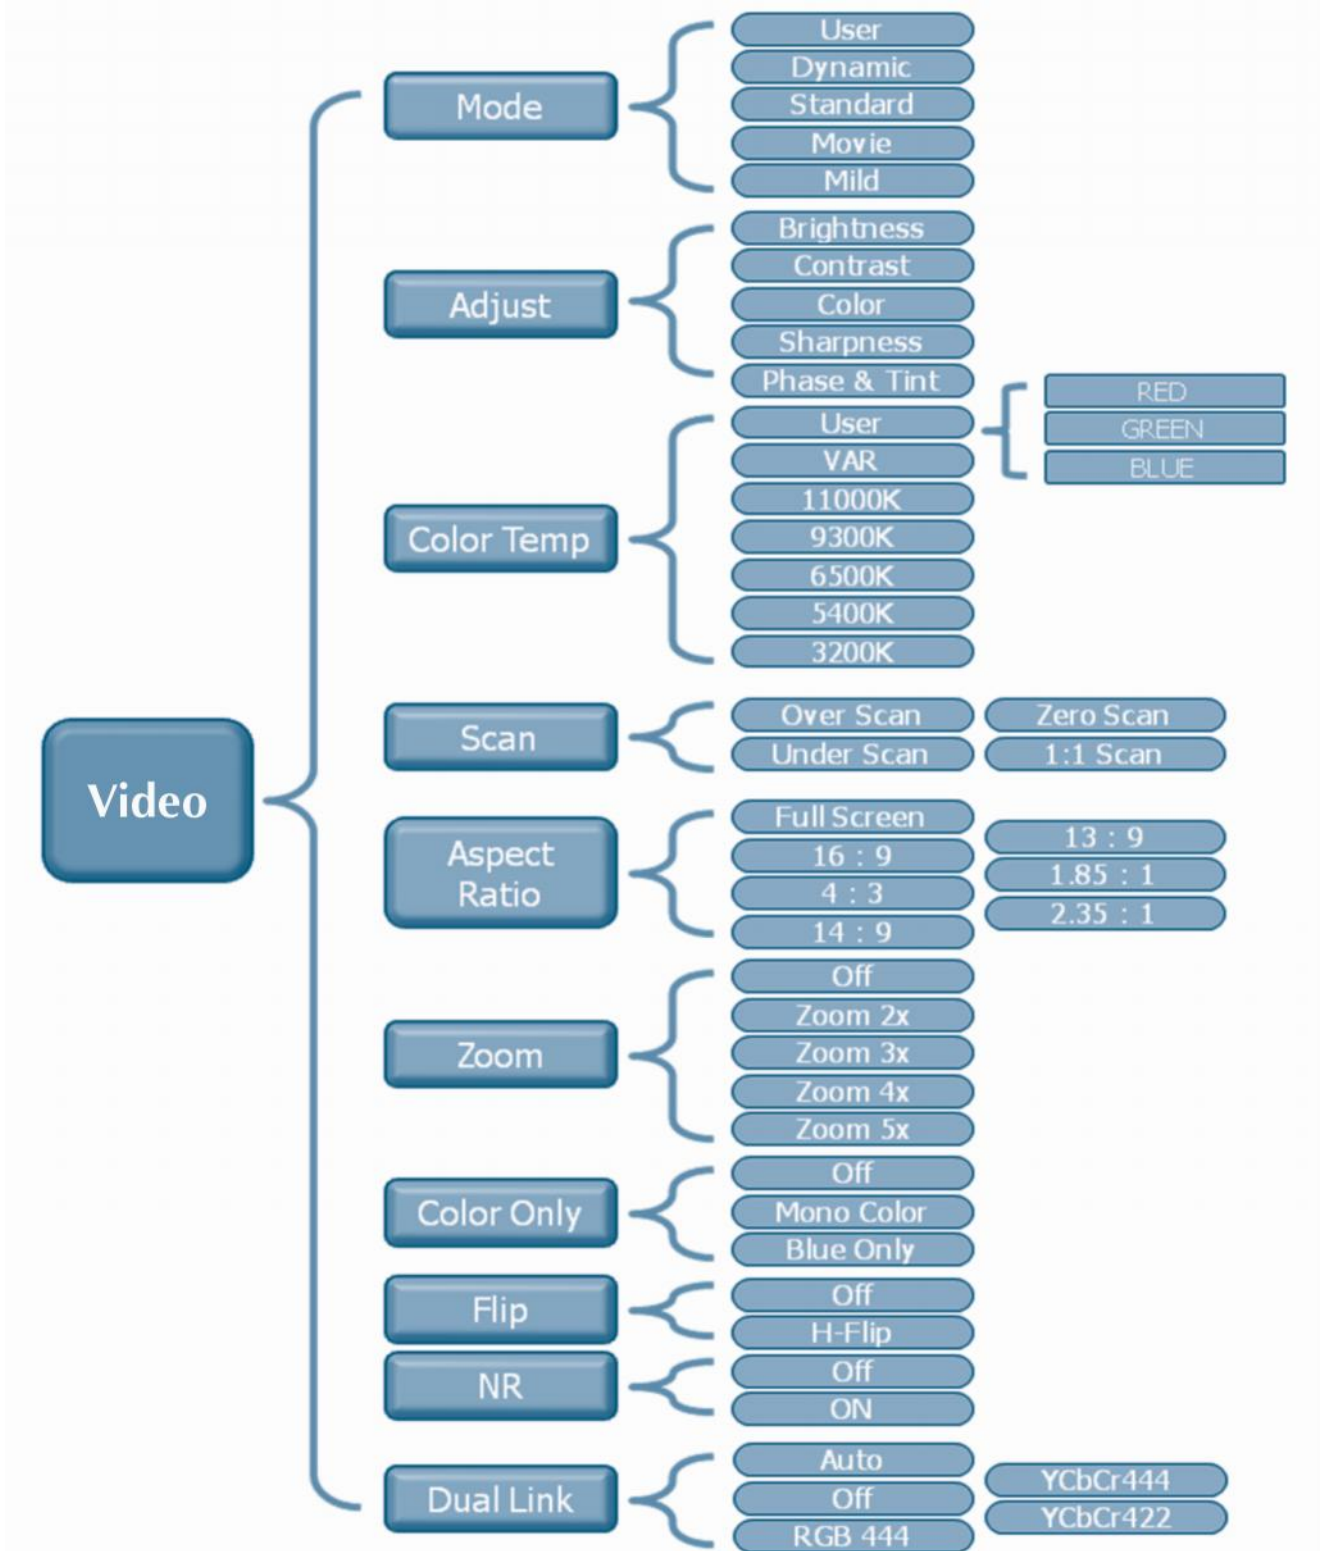 Video
Mode
User
Dynamic
Standard
Movie
Mild
Adjust
Brightness
Contrast
Color
Sharpness
Phase & Tint
Color Temp
User
RED
GREEN
BLUE
VAR
11000K
9300K
6500K
5400K
3200K
Scan
Over Scan
Under Scan
Zero Scan
1:1 Scan
Aspect
Ratio
Full Screen
16 : 9
4 : 3
14 : 9
13 : 9
1.85 : 1
2.35 : 1
Zoom
Off
Zoom 2x
Zoom 3x
Zoom 4x
Zoom 5x
Color Only
Off
Mono Color
Blue Only
Flip
Off
H-Flip
NR
Off
ON
Dual Link
Auto
Off
RGB 444
YCbCr444
YCbCr422